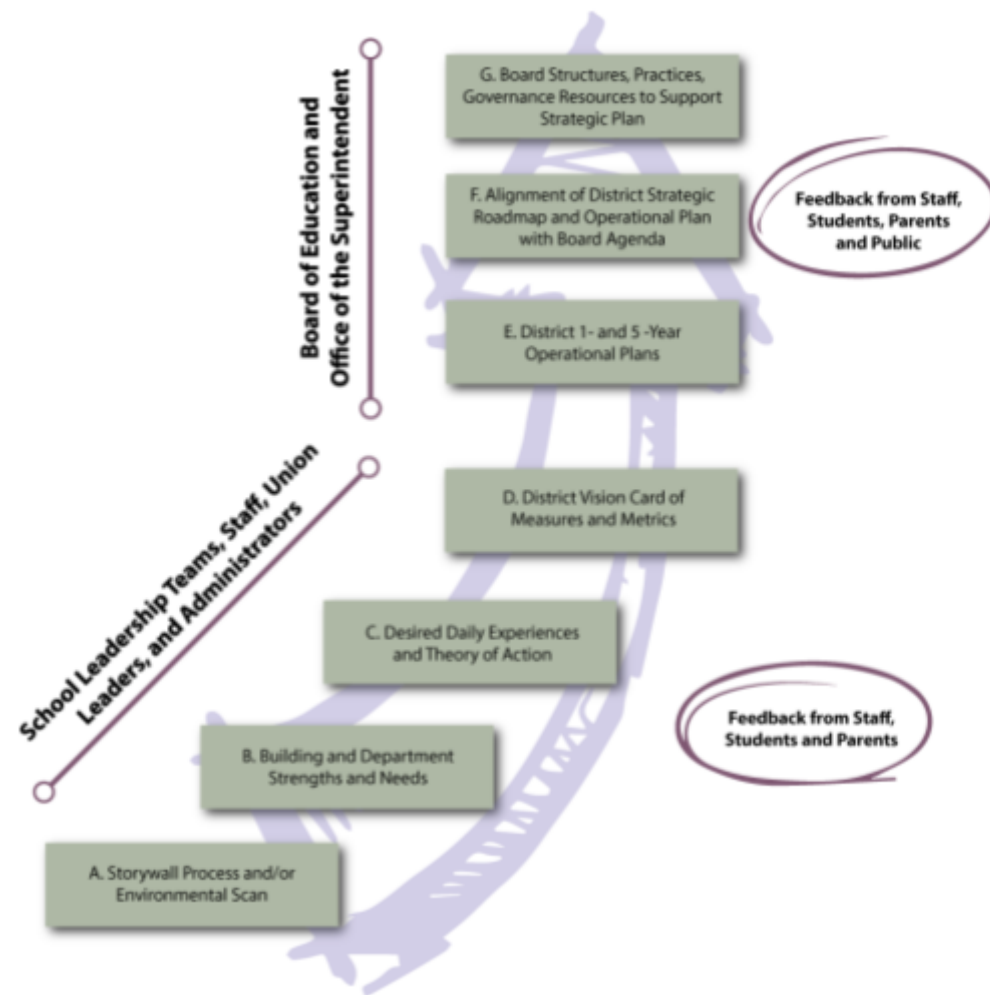 G. Board Structures, Practices,
Governance Resources to Support
Strategic Plan
Board of Education and
Office of the Superintendent
F. Alignment of District Strategic
Roadmap and Operational Plan
with Board Agenda
Feedback from Staff,
Students, Parents
and Public
E. District 1- and 5 -Year
Operational Plans
School Leadership Teams, Staff, Union
Leaders, and Administrators
D. District Vision Card of
Measures and Metrics
C. Desired Daily Experiences
and Theory of Action
Feedback from Staff,
Students and Parents
B. Building and Department
Strengths and Needs
A. Storywall Process and/or
Environmental Scan